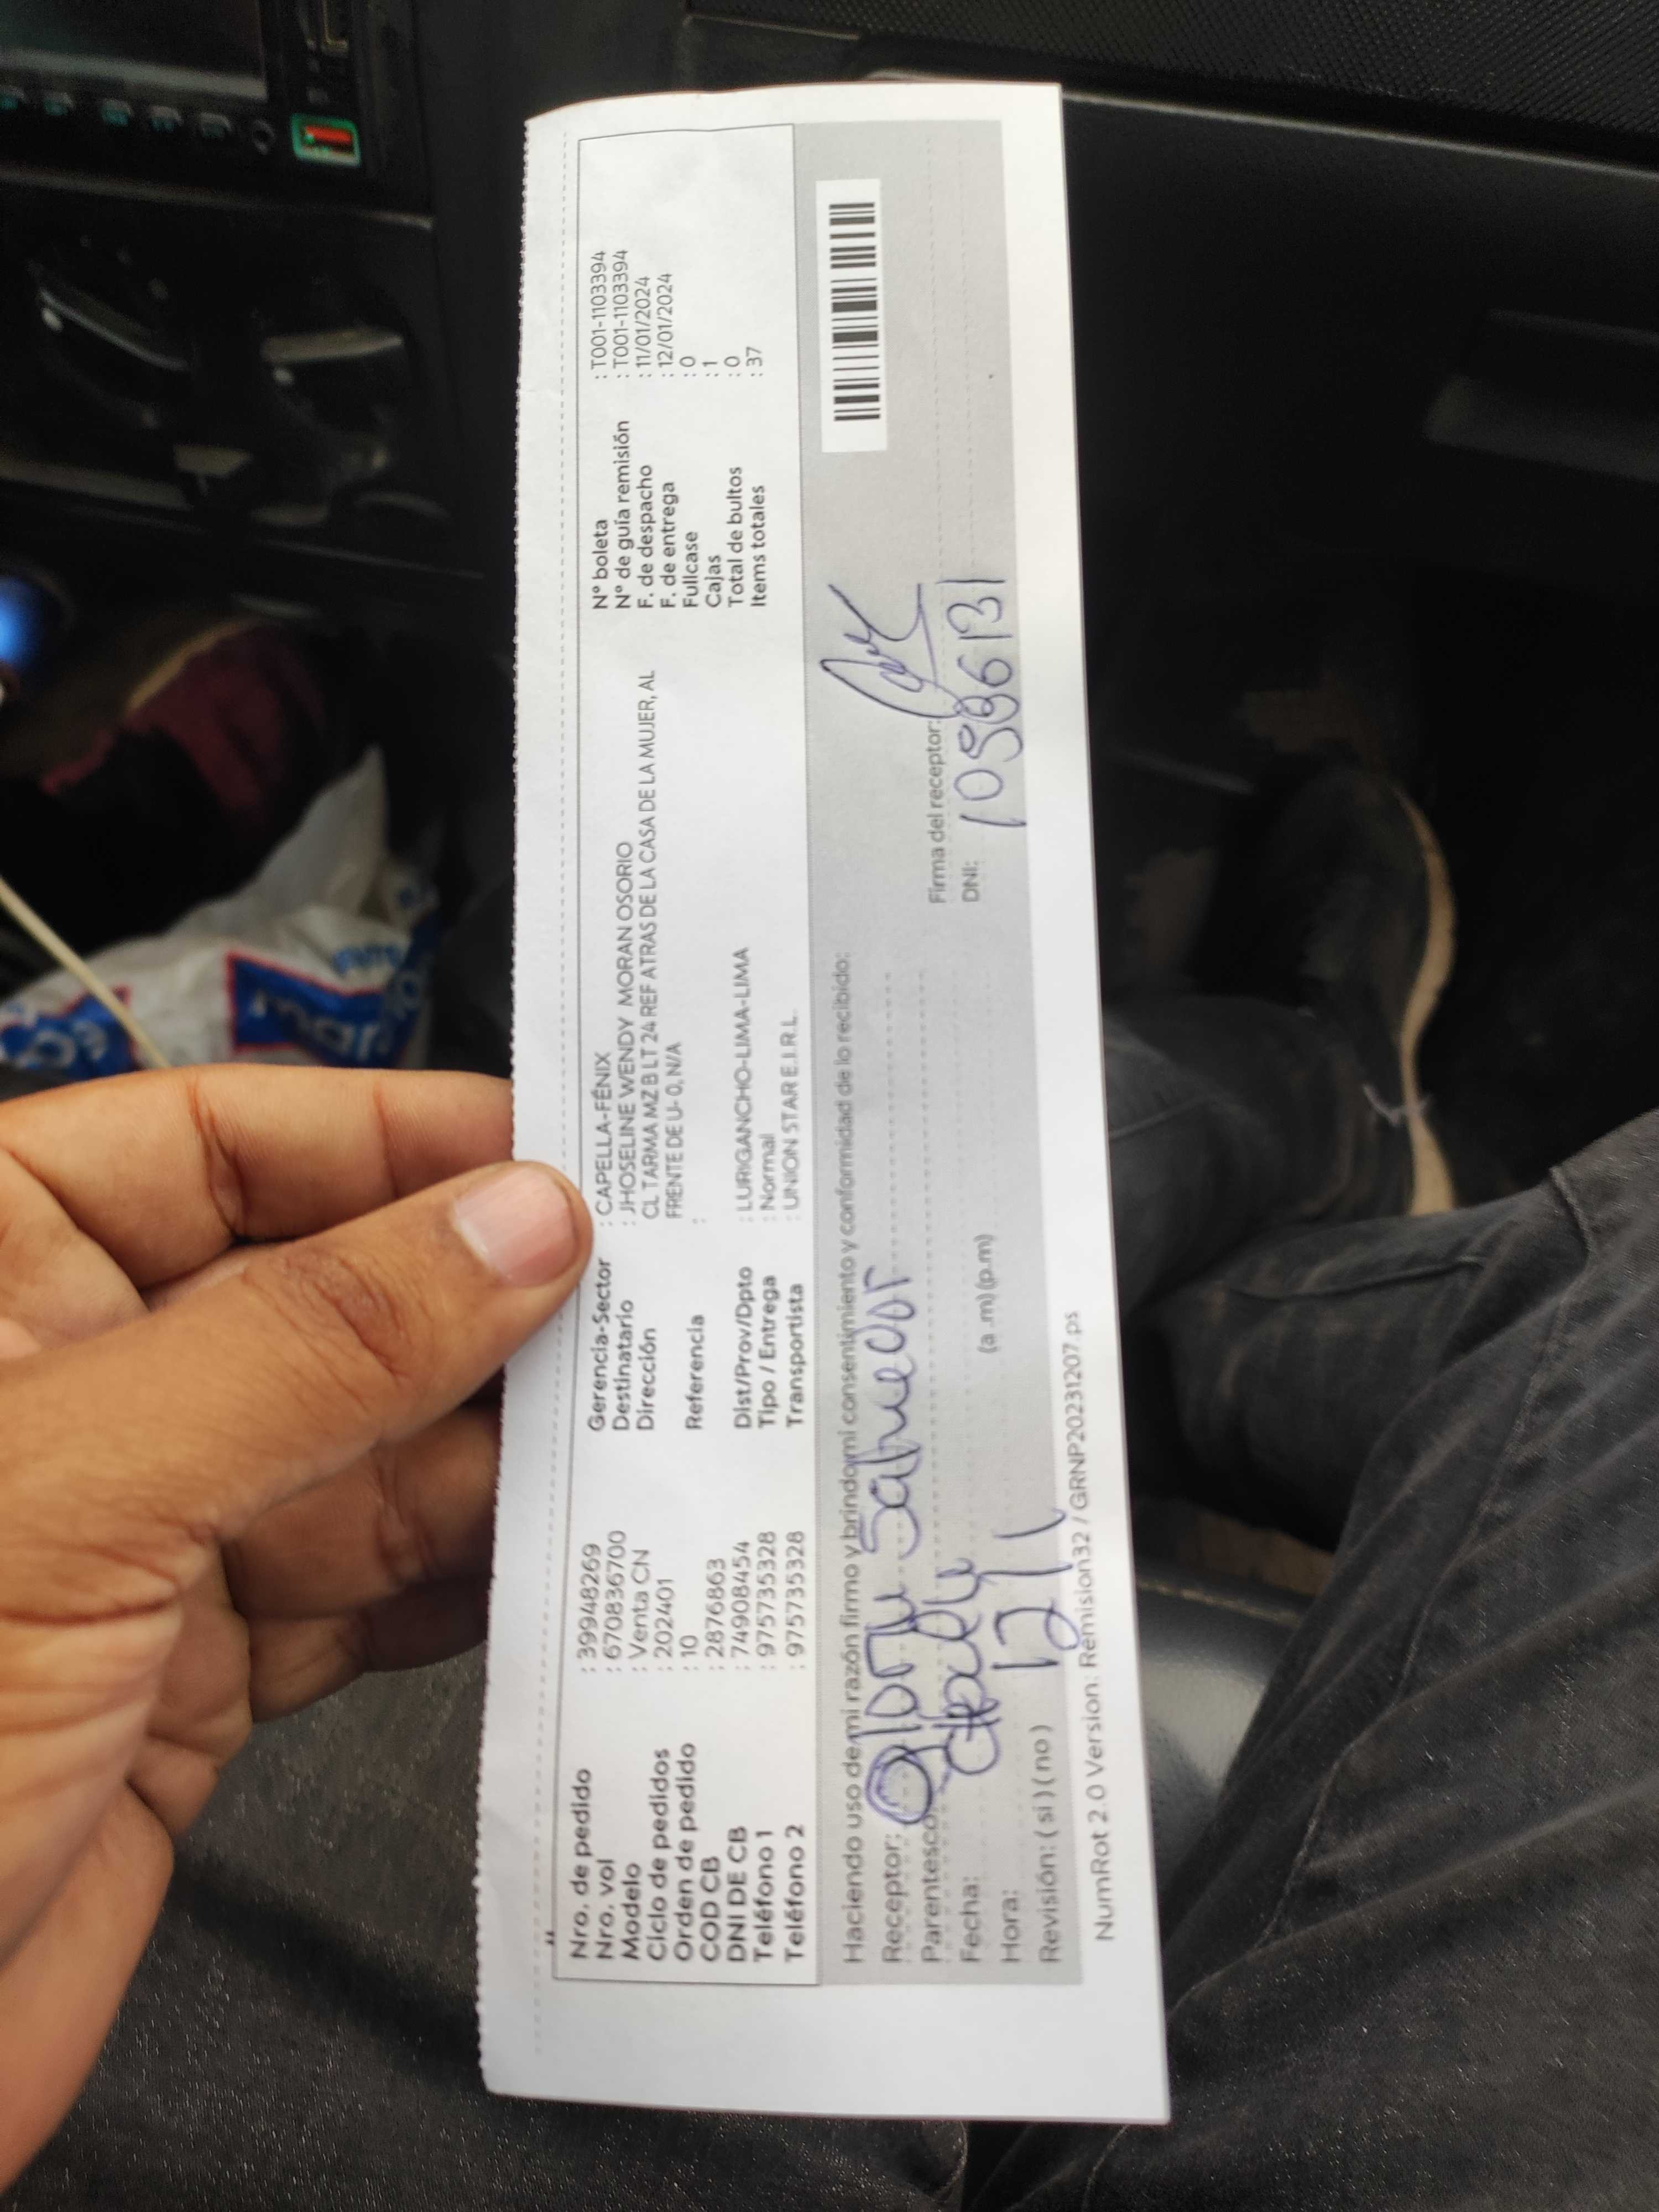 Nro. de pedido : 39948269
Nro. vol : 670836700
Modelo : Venta CN
Ciclo de pedidos : 202401
Orden de pedido : 10
COD CB : 2876863
DNI DE CB : 74908454
Teléfono 1 : 975735328
Teléfono 2 : 975735328
Gerencia-Sector : CAPELLA-FÉNIX
Destinatario : JHOSELINE WENDY MORAN OSORIO
Dirección CL TARMA MZ B LT 24 REF ATRAS DE LA CASA DE LA MUJER, AL
FRENTE DE U- 0, N/A
Referencia :
Dist/Prov/Dpto : LURIGANCHO-LIMA-LIMA
Tipo / Entrega : Normal
Transportista : UNION STAR E.I.R.L.
N° boleta : T001-1103394
N° de guía remisión : T001-1103394
F. de despacho : 11/01/2024
F. de entrega : 12/01/2024
Fullcase : 0
Cajas : 1
Total de bultos : 0
Items totales : 37
Haciendo uso de mi razón firmo y brindo mi consentimiento y conformidad de lo recibido:
Receptor:
Parentesco:
Fecha:
Hora: 12 (a .m) (p.m)
Revisión: ( si ) ( no )
Firma del receptor:
DNI:
NumRot 2.0 Version : Remision32 / GRNP20231207.ps